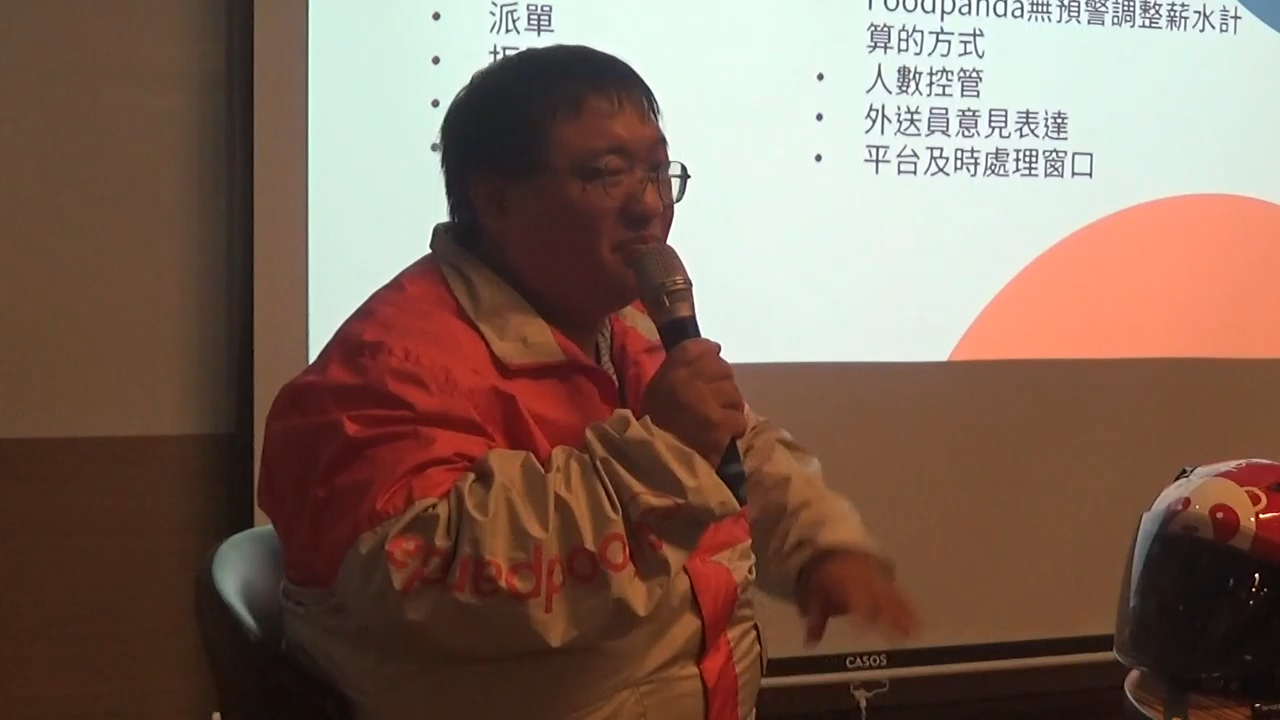 派單
Foodpanda無預警調整薪水計
算的方式
人數控管
外送員意見表達
平台及時處理窗口
foodpanda
CASOS